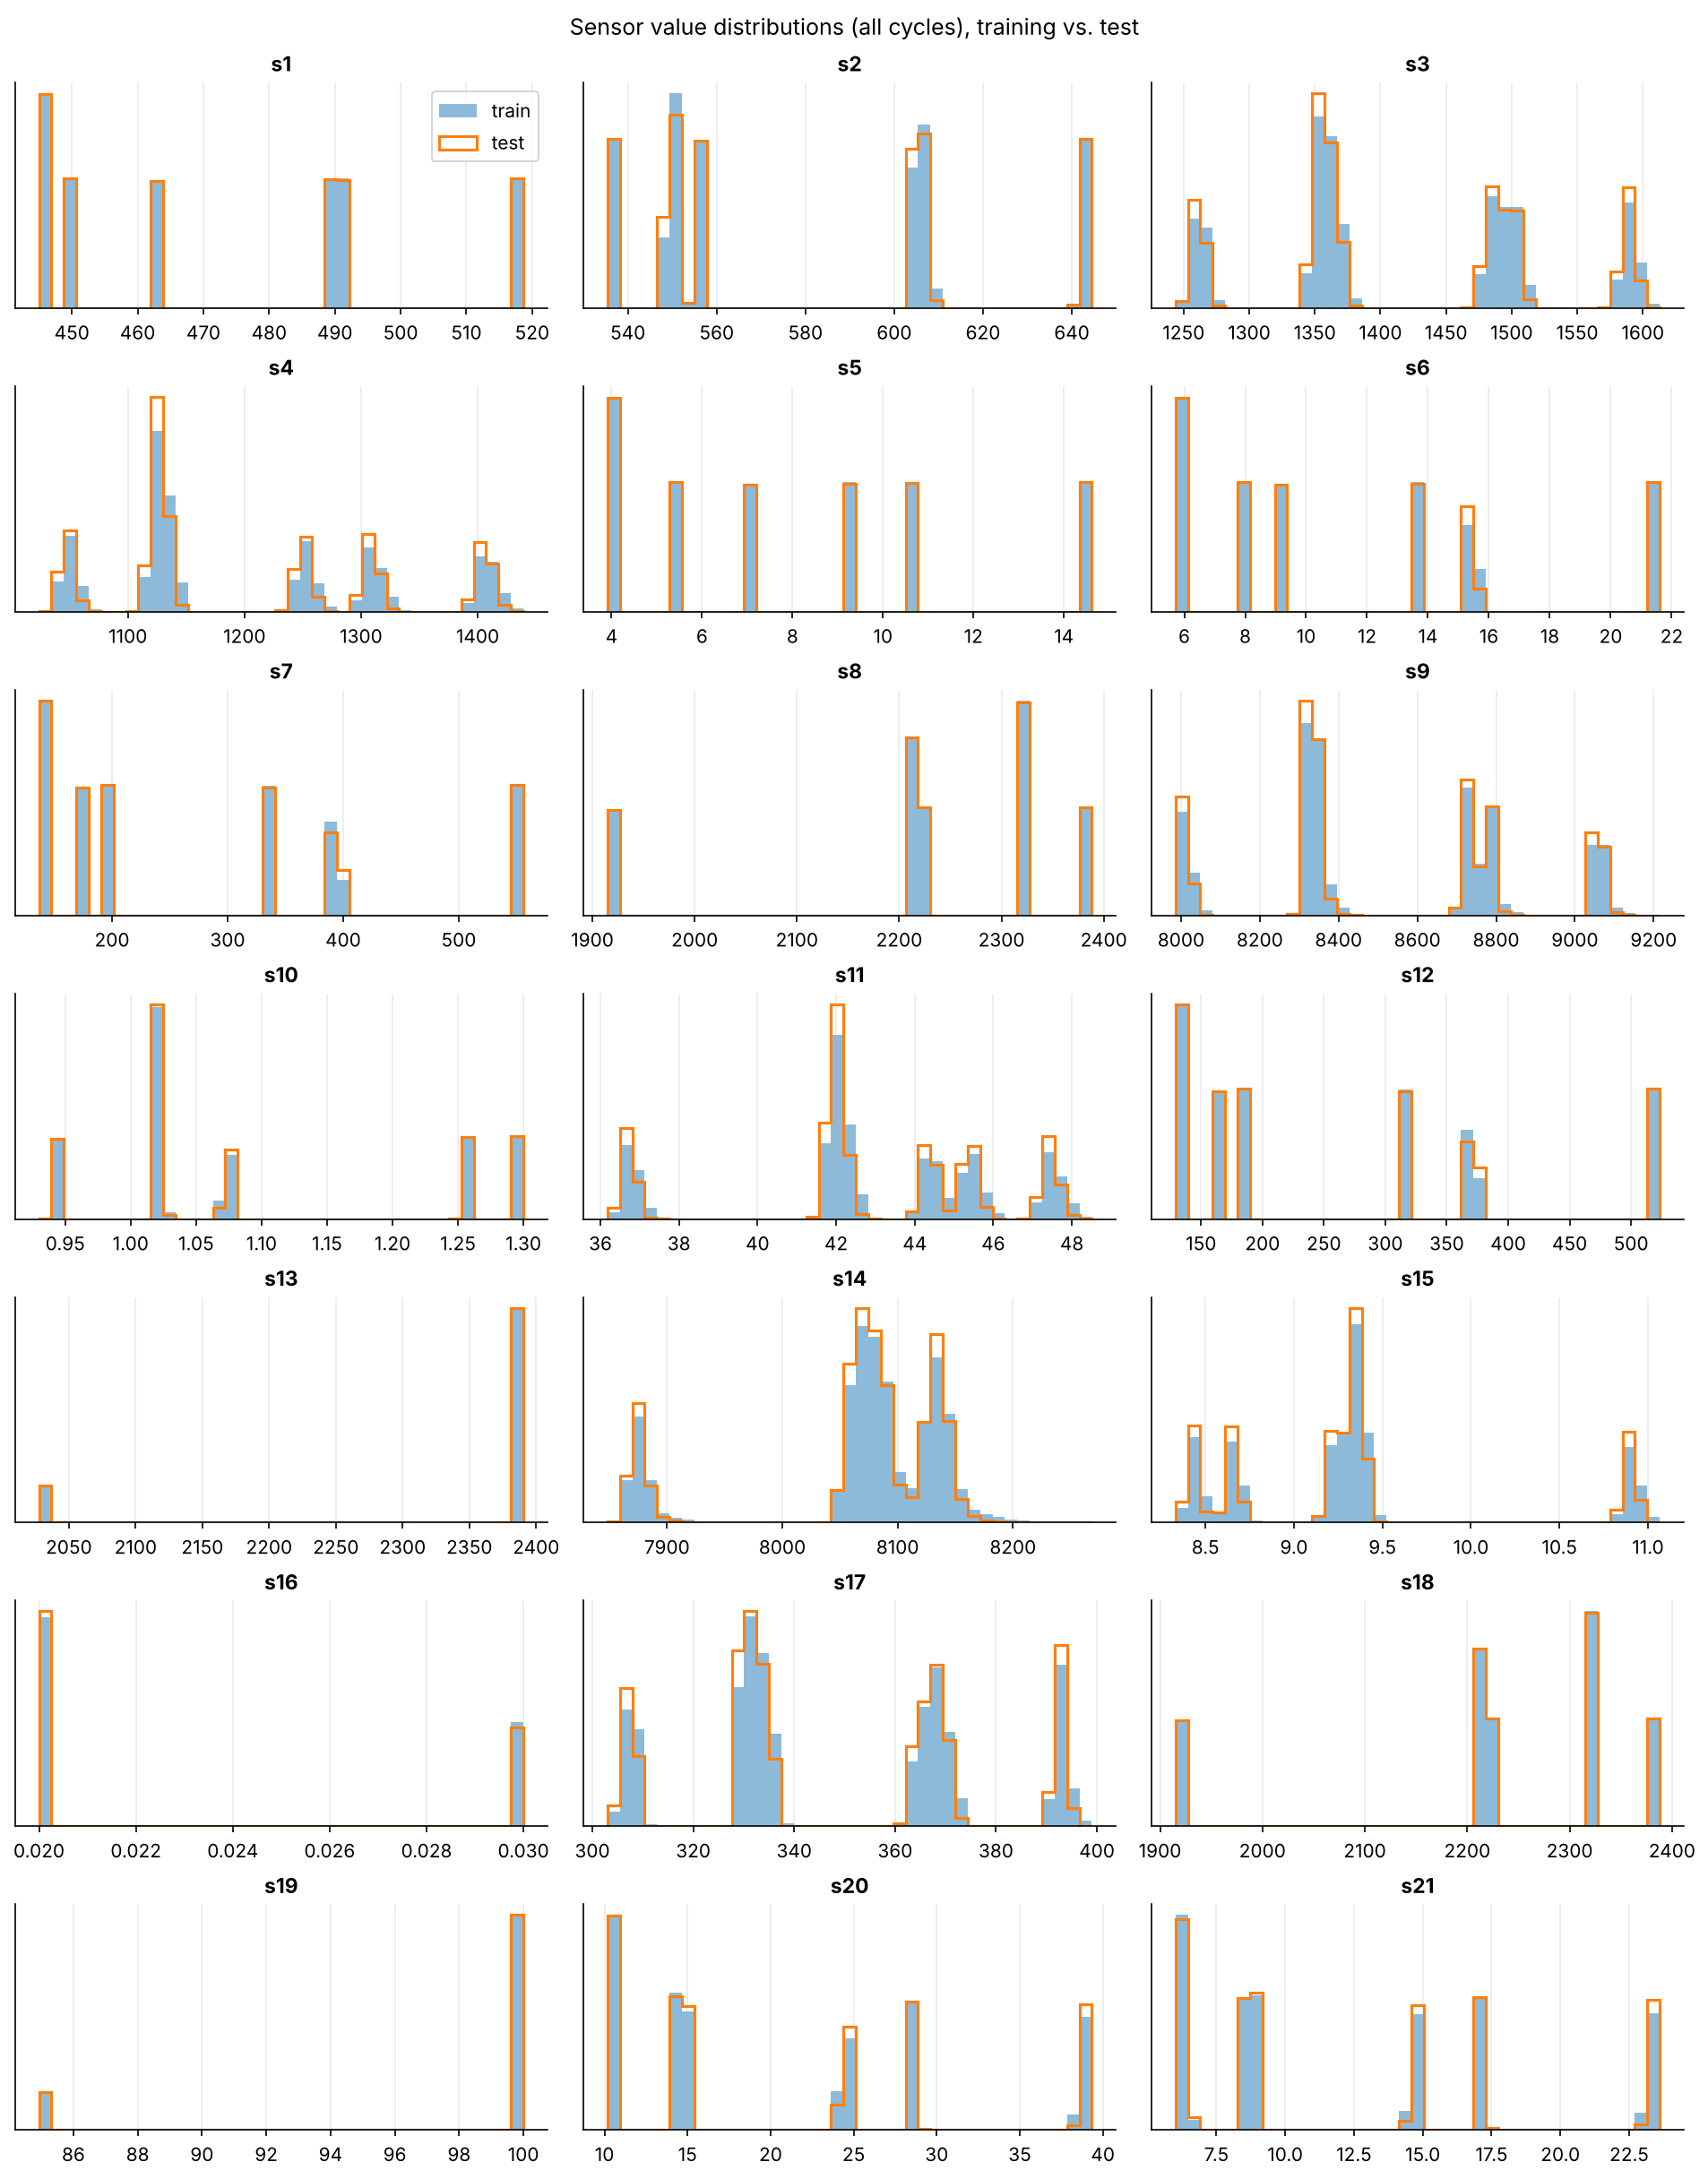 Sensor value distributions (all cycles), training vs. test
s1 s2 s3
train
test
450 460 470 480 490 500 510 520 540 560 580 600 620 640 1250 1300 1350 1400 1450 1500 1550 1600
s4 s5 s6
1100 1200 1300 1400 4 6 8 10 12 14 6 8 10 12 14 16 18 20 22
s7 s8 s9
200 300 400 500 1900 2000 2100 2200 2300 2400 8000 8200 8400 8600 8800 9000 9200
s10 s11 s12
0.95 1.00 1.05 1.10 1.15 1.20 1.25 1.30 36 38 40 42 44 46 48 150 200 250 300 350 400 450 500
s13 s14 s15
2050 2100 2150 2200 2250 2300 2350 2400 7900 8000 8100 8200 8.5 9.0 9.5 10.0 10.5 11.0
s16 s17 s18
0.020 0.022 0.024 0.026 0.028 0.030 300 320 340 360 380 400 1900 2000 2100 2200 2300 2400
s19 s20 s21
86 88 90 92 94 96 98 100 10 15 20 25 30 35 40 7.5 10.0 12.5 15.0 17.5 20.0 22.5